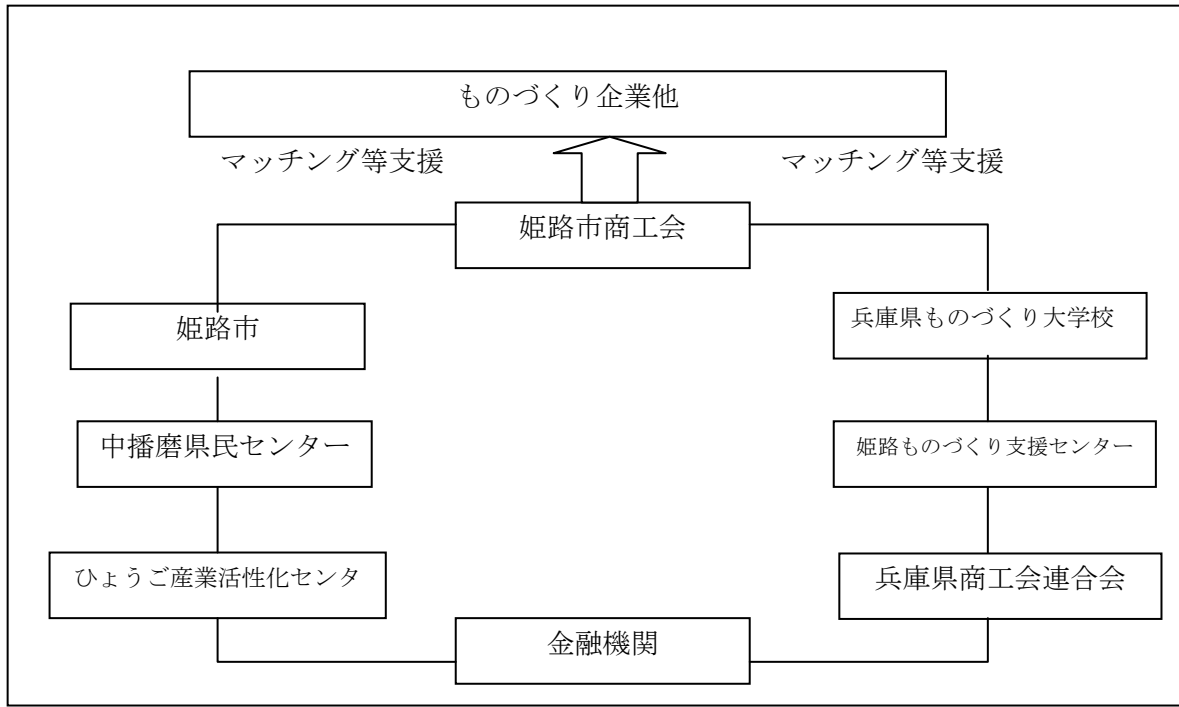 ものづくり企業他
マッチング等支援
マッチング等支援
姫路市商工会
姫路市
兵庫県ものづくり大学校
中播磨県民センター
姫路ものづくり支援センター
ひょうご産業活性化センタ
兵庫県商工会連合会
金融機関